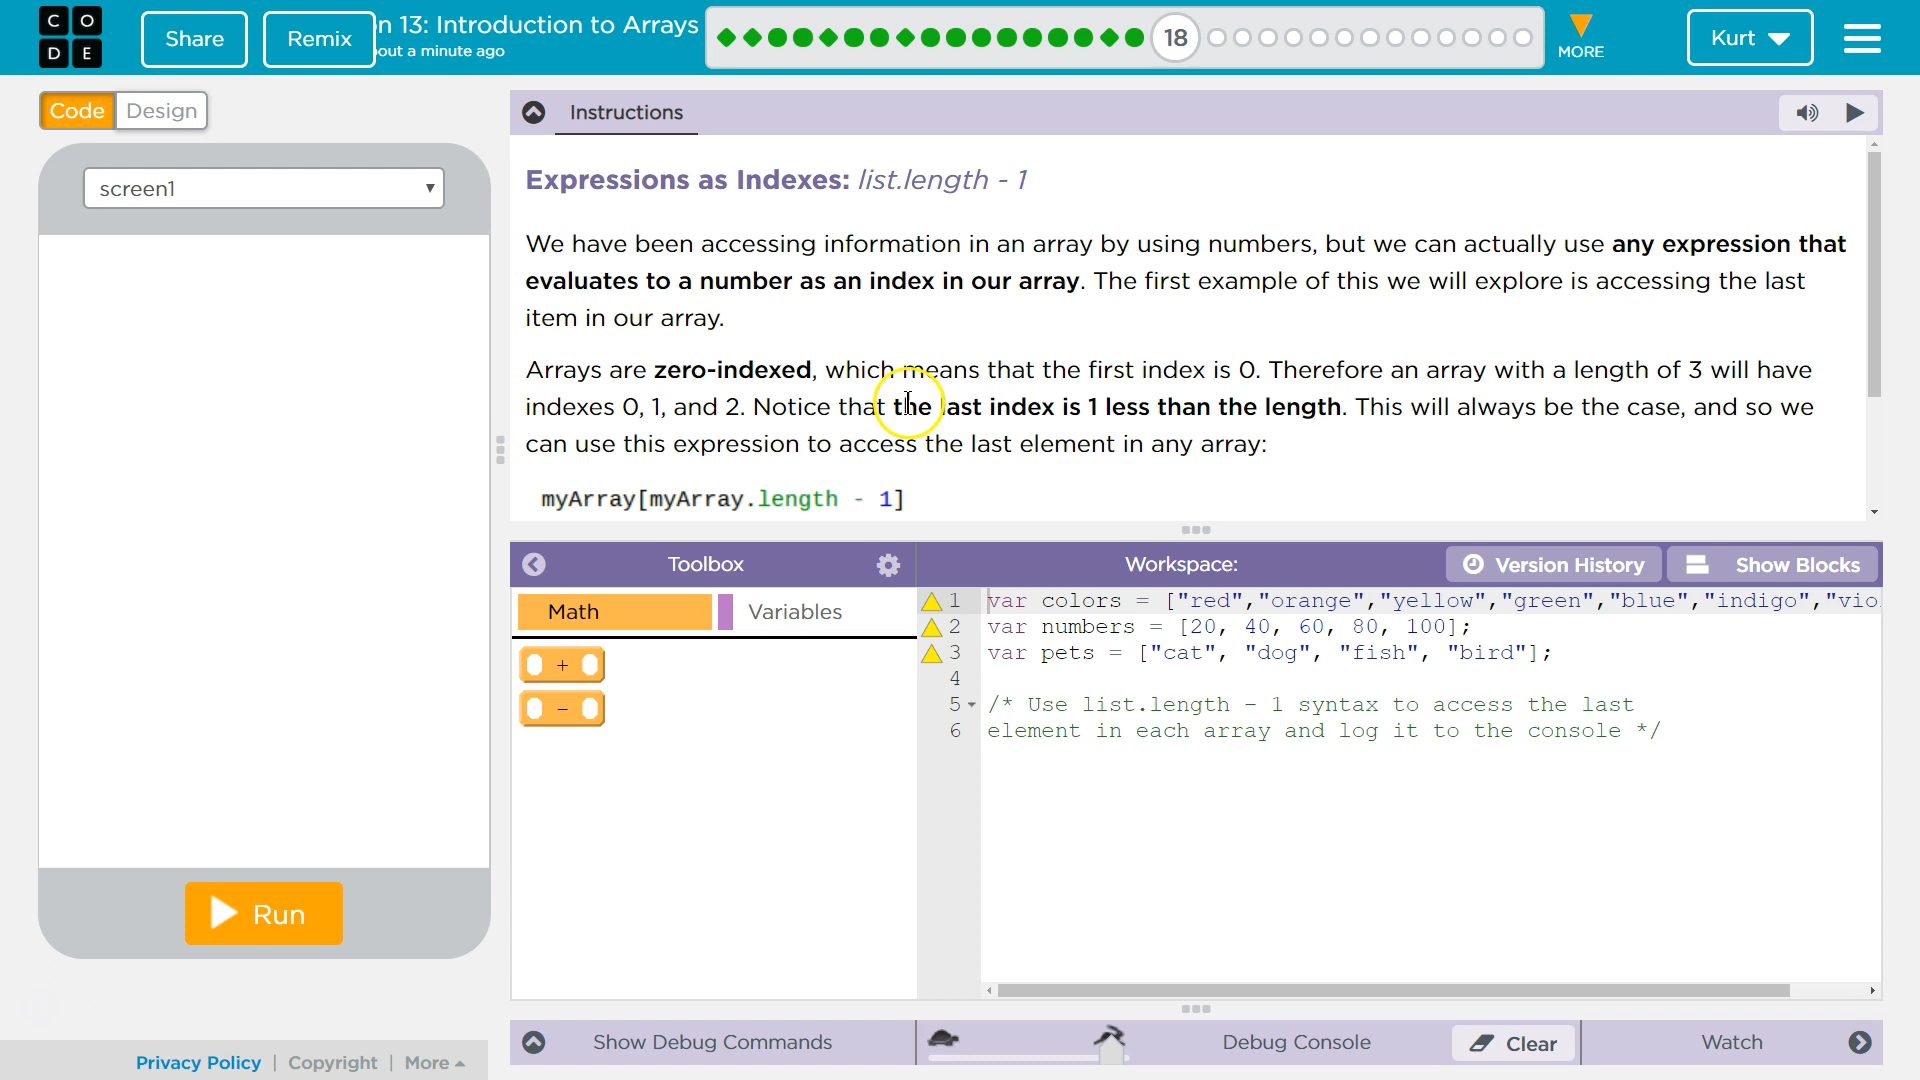 C O
D E
Share
Remix
n 13: Introduction to Arrays
out a minute ago
18
MORE
Kurt
Code
Design
screen1
Instructions
Expressions as Indexes: list.length - 1
We have been accessing information in an array by using numbers, but we can actually use any expression that
evaluates to a number as an index in our array. The first example of this we will explore is accessing the last
item in our array.
Arrays are zero-indexed, which means that the first index is 0. Therefore an array with a length of 3 will have
indexes 0, 1, and 2. Notice that the last index is 1 less than the length. This will always be the case, and so we
can use this expression to access the last element in any array:
myArray[myArray.length - 1]
Toolbox
Workspace:
Version History
Show Blocks
Math
Variables
+
-
1 var colors = ["red","orange","yellow","green","blue","indigo","vio
2 var numbers = [20, 40, 60, 80, 100];
3 var pets = ["cat", "dog", "fish", "bird"];
4
5 /* Use list.length - 1 syntax to access the last
6 element in each array and log it to the console */
Run
Show Debug Commands
Debug Console
Clear
Watch
Privacy Policy | Copyright | More